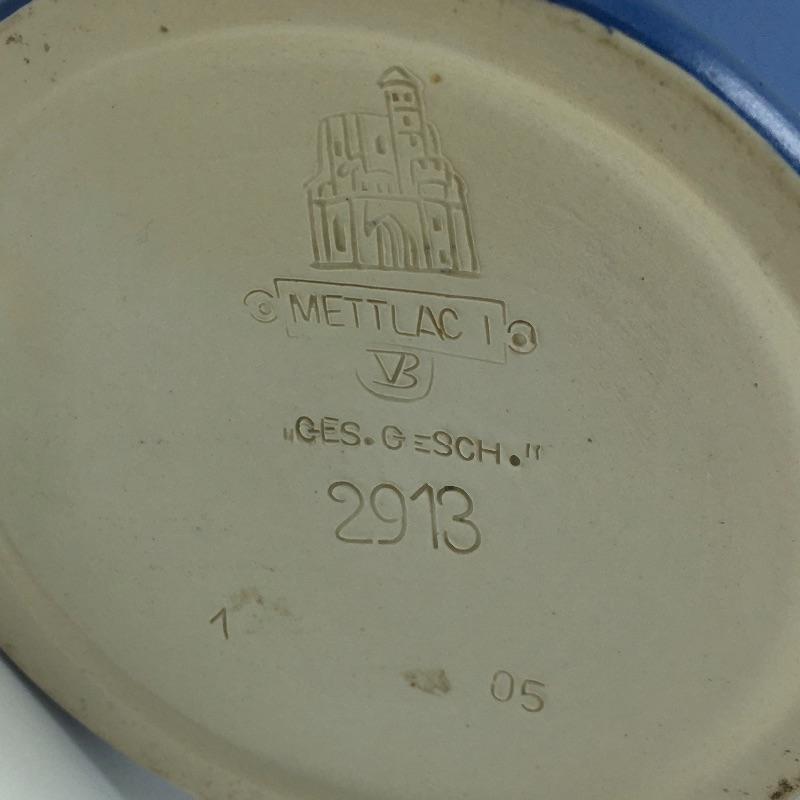 METTLAC I
VB
„GES. GESCH."
2913
1
05